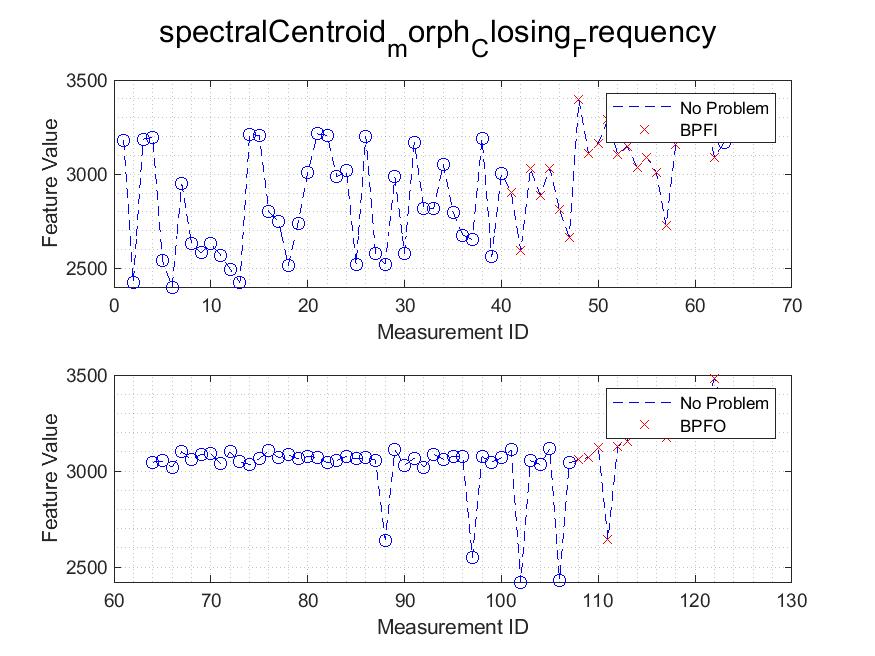 spectralCentroid_morph_Closing_Frequency
3500
3000
2500
Feature Value
No Problem
BPFI
0 10 20 30 40 50 60 70
Measurement ID
3500
3000
2500
Feature Value
No Problem
BPFO
60 70 80 90 100 110 120 130
Measurement ID